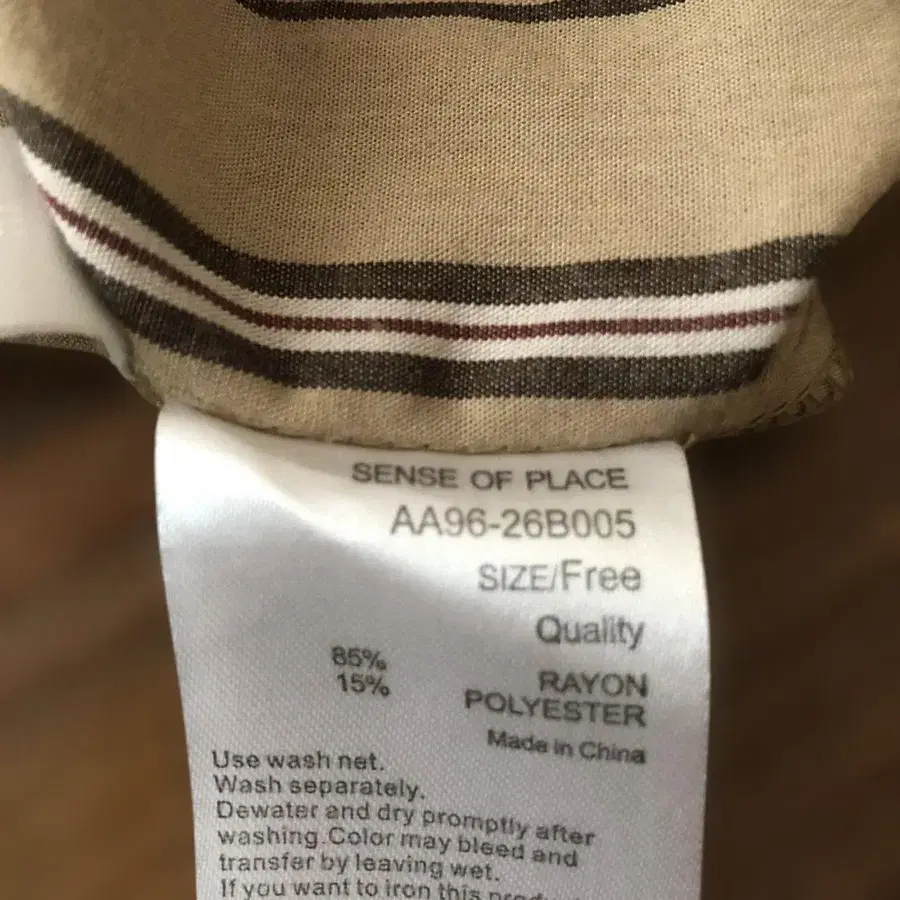 SENSE OF PLACE
AA96-26B005
SIZE/Free
Quality
85% RAYON
15% POLYESTER
Made in China
Use wash net.
Wash separately.
Dewater and dry promptly after
washing.Color may bleed and
transfer by leaving wet.
If you want to iron this